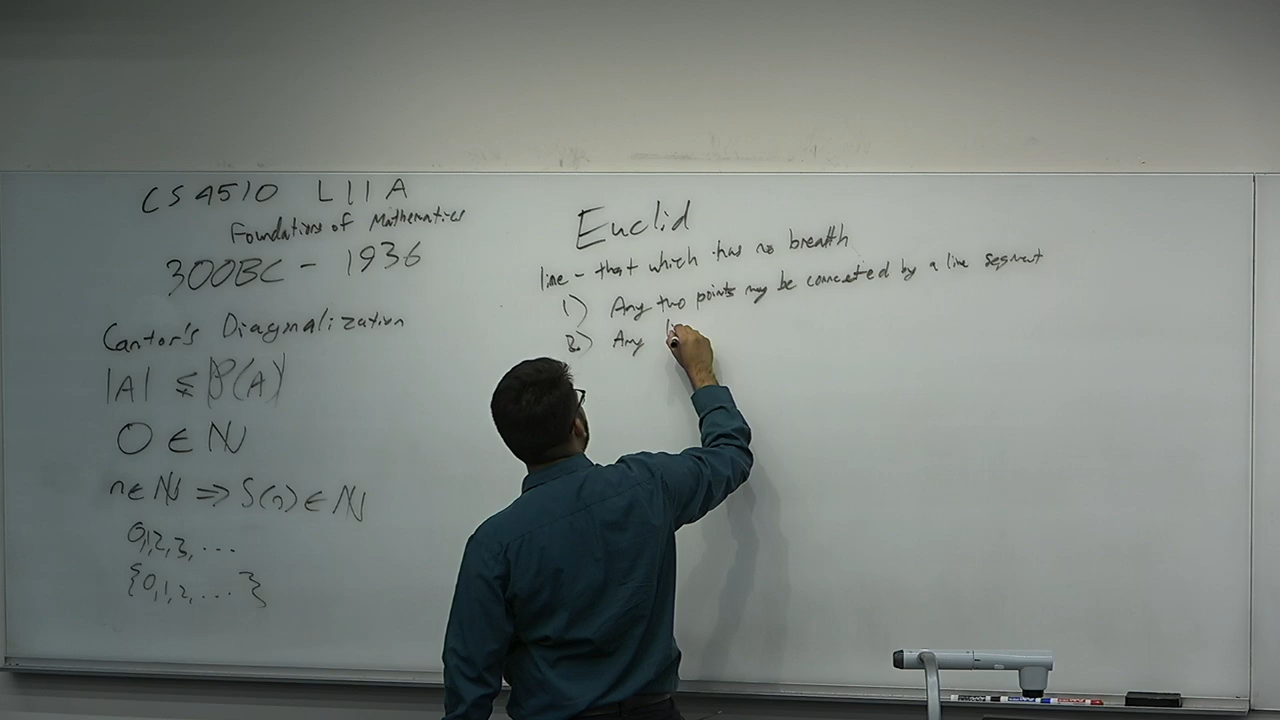 CS 4510 L11A
Foundations of Mathematics
300BC - 1936
Cantor's Diagonalization
|A| ≨ |P(A)|
0 ∈ ℕ
n ∈ ℕ ⇒ S(n) ∈ ℕ
0,1,2,3,...
{0,1,2,...}
Euclid
line - that which has no breath
1) Any two points may be connected by a line segment
2) Any